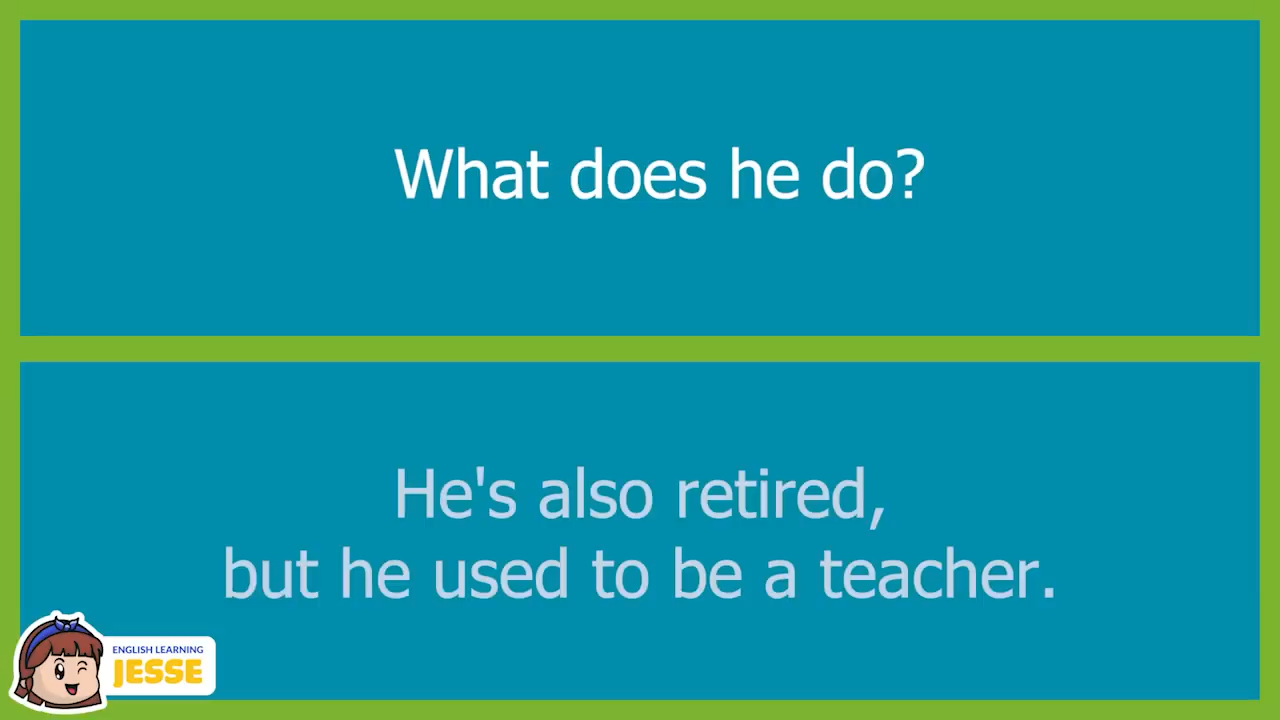 What does he do?
He's also retired,
but he used to be a teacher.
ENGLISH LEARNING
JESSE